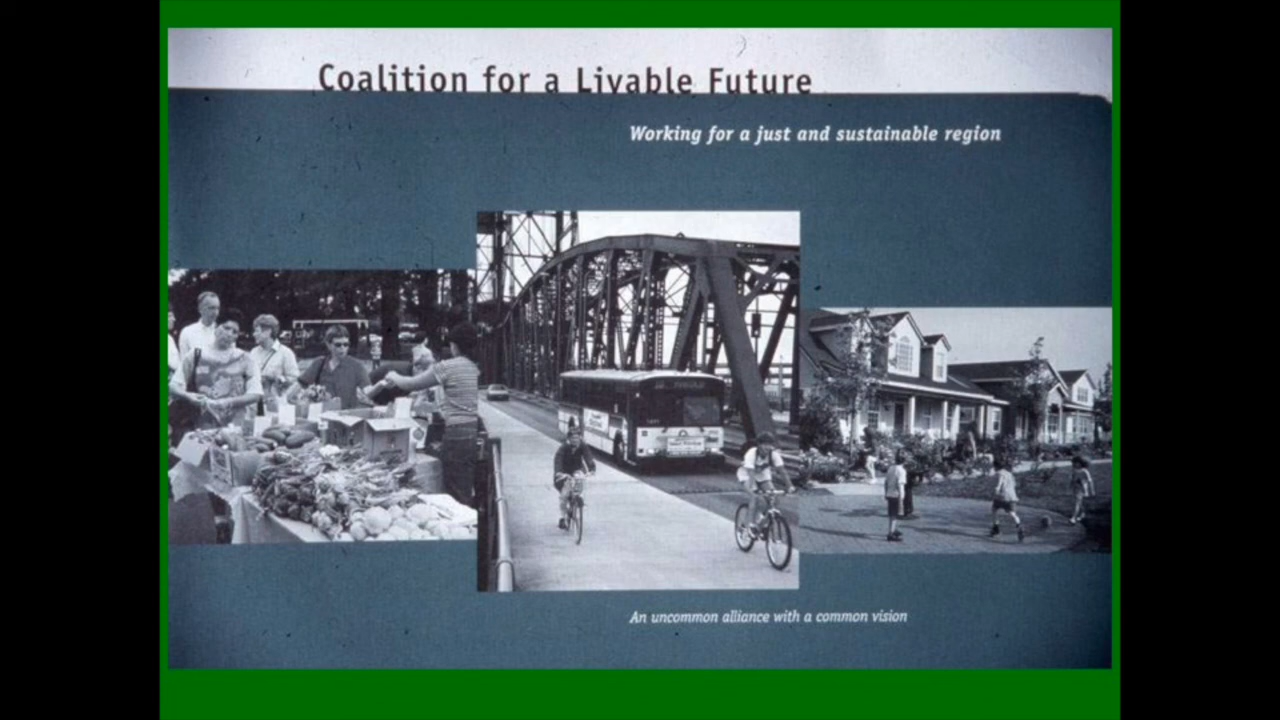 Coalition for a Livable Future
Working for a just and sustainable region
An uncommon alliance with a common vision